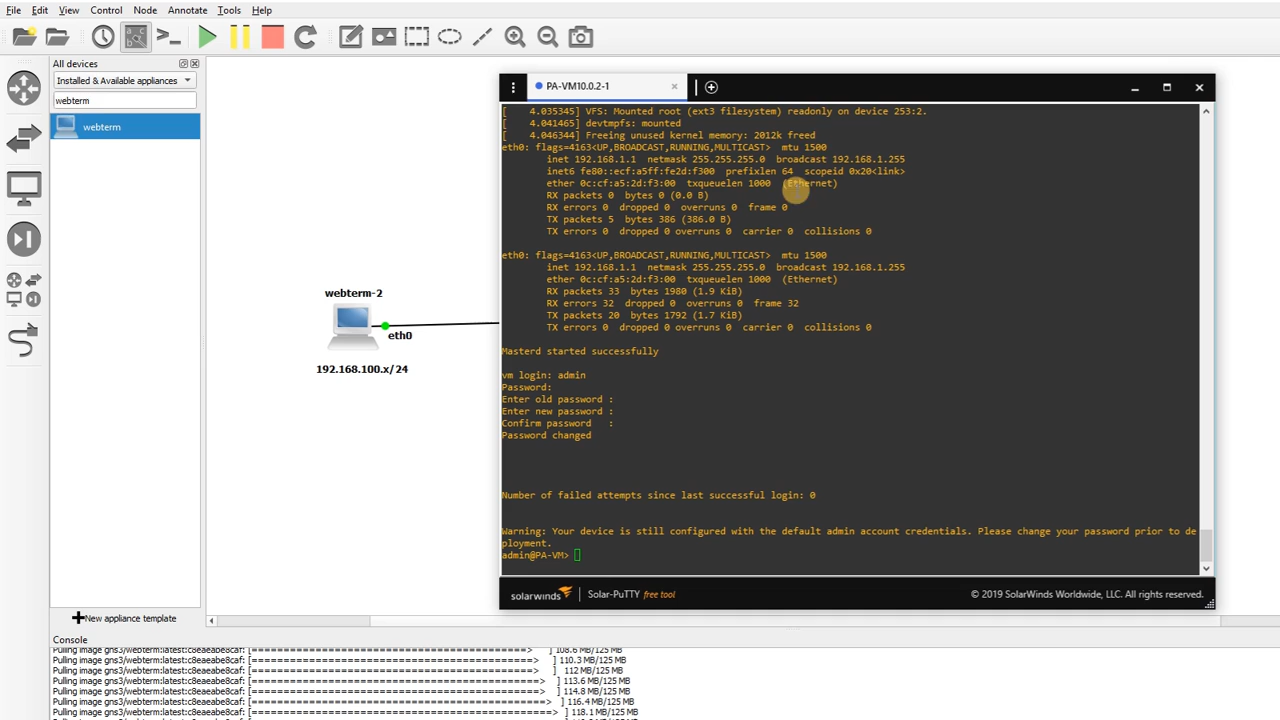 File Edit View Control Node Annotate Tools Help
All devices
Installed & Available appliances
webterm
webterm
New appliance template
webterm-2
eth0
192.168.100.x/24
PA-VM10.0.2-1
[    4.035345] VFS: Mounted root (ext3 filesystem) readonly on device 253:2.
[    4.041465] devtmpfs: mounted
[    4.046344] Freeing unused kernel memory: 2012k freed
eth0: flags=4163<UP,BROADCAST,RUNNING,MULTICAST>  mtu 1500
inet 192.168.1.1  netmask 255.255.255.0  broadcast 192.168.1.255
inet6 fe80::ecf:a5ff:fe2d:f300  prefixlen 64  scopeid 0x20<link>
ether 0c:cf:a5:2d:f3:00  txqueuelen 1000  (Ethernet)
RX packets 0  bytes 0 (0.0 B)
RX errors 0  dropped 0  overruns 0  frame 0
TX packets 5  bytes 386 (386.0 B)
TX errors 0  dropped 0 overruns 0  carrier 0  collisions 0
eth0: flags=4163<UP,BROADCAST,RUNNING,MULTICAST>  mtu 1500
inet 192.168.1.1  netmask 255.255.255.0  broadcast 192.168.1.255
ether 0c:cf:a5:2d:f3:00  txqueuelen 1000  (Ethernet)
RX packets 33  bytes 1980 (1.9 KiB)
RX errors 32  dropped 0  overruns 0  frame 32
TX packets 20  bytes 1792 (1.7 KiB)
TX errors 0  dropped 0 overruns 0  carrier 0  collisions 0
Masterd started successfully
vm login: admin
Password:
Enter old password :
Enter new password :
Confirm password   :
Password changed
Number of failed attempts since last successful login: 0
Warning: Your device is still configured with the default admin account credentials. Please change your password prior to de
ployment.
admin@PA-VM>
solarwinds Solar-PuTTY free tool © 2019 SolarWinds Worldwide, LLC. All rights reserved.
Console
Pulling image gns3/webterm:latest:c8eaeabe8caf: [================================================>      ] 108.6 MB/125 MB
Pulling image gns3/webterm:latest:c8eaeabe8caf: [=================================================>     ] 110.3 MB/125 MB
Pulling image gns3/webterm:latest:c8eaeabe8caf: [=================================================>     ] 112 MB/125 MB
Pulling image gns3/webterm:latest:c8eaeabe8caf: [==================================================>    ] 113.6 MB/125 MB
Pulling image gns3/webterm:latest:c8eaeabe8caf: [==================================================>    ] 114.8 MB/125 MB
Pulling image gns3/webterm:latest:c8eaeabe8caf: [===================================================>   ] 116.4 MB/125 MB
Pulling image gns3/webterm:latest:c8eaeabe8caf: [====================================================>  ] 118.1 MB/125 MB